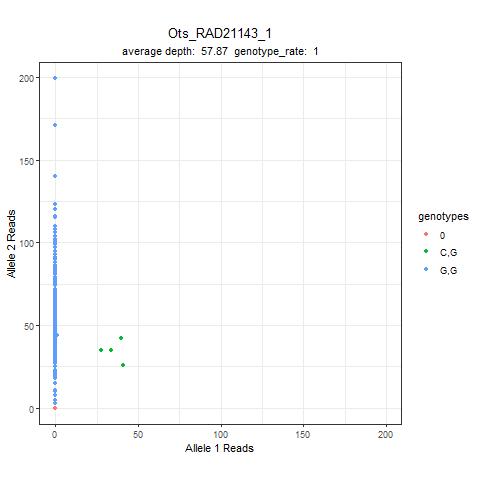 Ots_RAD21143_1
average depth: 57.87 genotype_rate: 1
Allele 2 Reads
200
150
100
50
0
0 50 100 150 200
Allele 1 Reads
genotypes
0
C,G
G,G